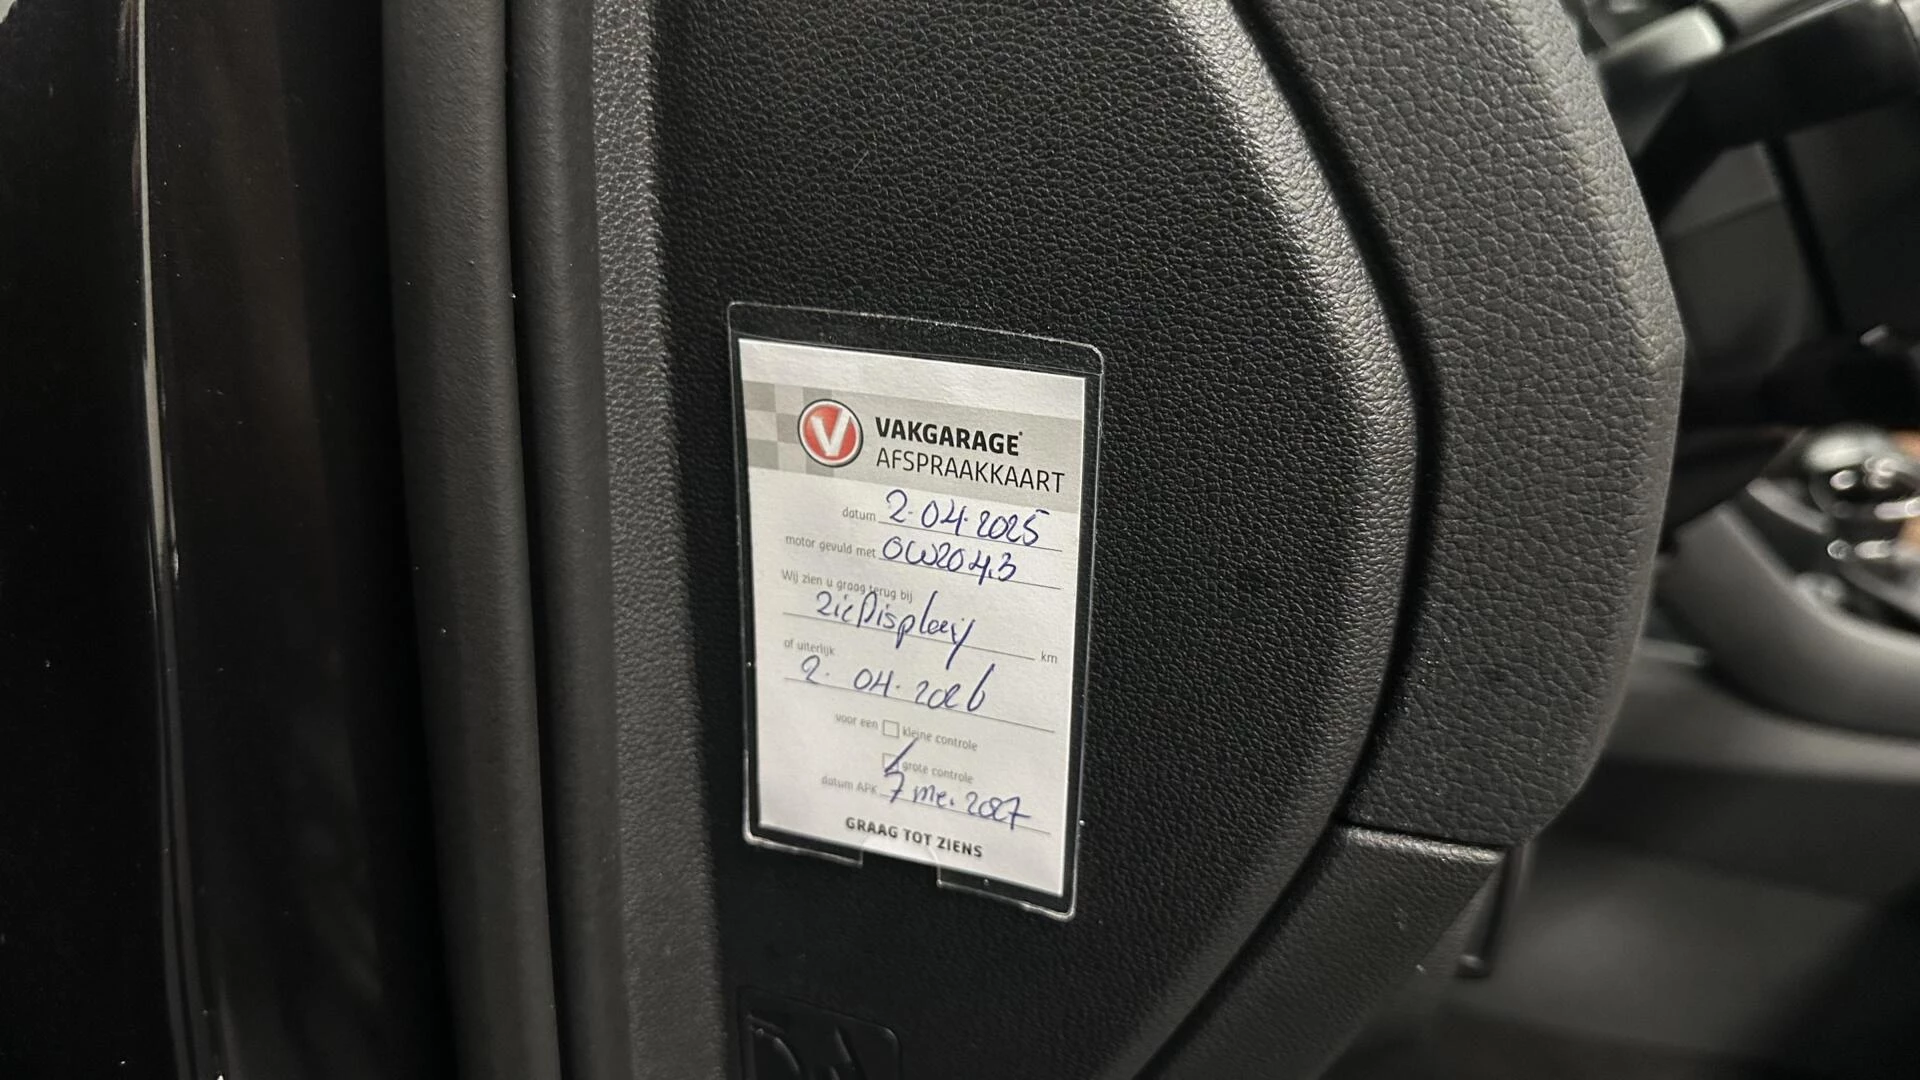 V VAKGARAGE
AFSPRAAKKAART
datum 2.04.2025
motor gevuld met 0W20 4,3
Wij zien u graag terug bij
zie Display km
of uiterlijk
2. 04. 2026
voor een kleine controle
grote controle
datum APK 7 mei 2027
GRAAG TOT ZIENS